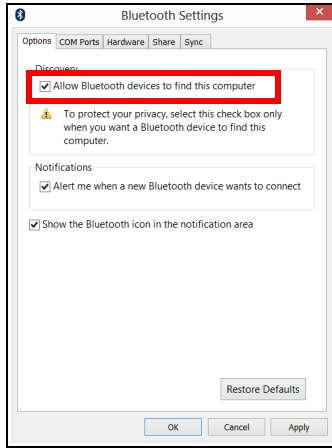 Bluetooth Settings
Options COM Ports Hardware Share Sync
Discovery
Allow Bluetooth devices to find this computer
To protect your privacy, select this check box only
when you want a Bluetooth device to find this
computer.
Notifications
Alert me when a new Bluetooth device wants to connect
Show the Bluetooth icon in the notification area
Restore Defaults
OK Cancel Apply